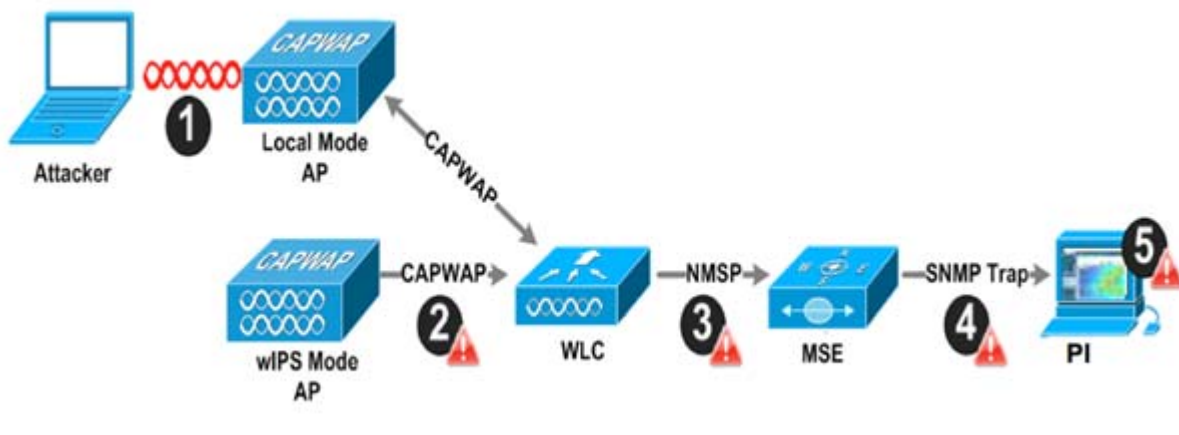 CAPWAP
1
Attacker
Local Mode
AP
CAPWAP
CAPWAP
wIPS Mode
AP
CAPWAP
2
WLC
NMSP
3
MSE
SNMP Trap
4
5
PI